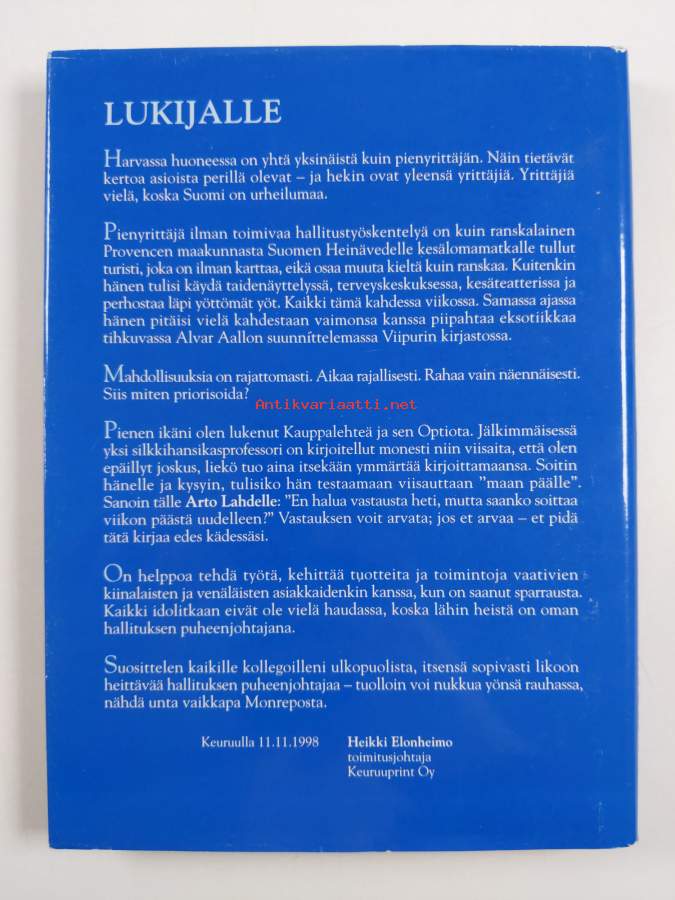 LUKIJALLE
Harvassa huoneessa on yhtä yksinäistä kuin pienyrittäjän. Näin tietävät
kertoa asioista perillä olevat – ja hekin ovat yleensä yrittäjiä. Yrittäjiä
vielä, koska Suomi on urheilumaa.
Pienyrittäjä ilman toimivaa hallitustyöskentelyä on kuin ranskalainen
Provencen maakunnasta Suomen Heinävedelle kesälomamatkalle tullut
turisti, joka on ilman karttaa, eikä osaa muuta kieltä kuin ranskaa. Kuitenkin
hänen tulisi käydä taidenäyttelyssä, terveyskeskuksessa, kesäteatterissa ja
perhostaa läpi yöttömät yöt. Kaikki tämä kahdessa viikossa. Samassa ajassa
hänen pitäisi vielä kahdestaan vaimonsa kanssa piipahtaa eksotiikkaa
tihkuvassa Alvar Aallon suunnittelemassa Viipurin kirjastossa.
Mahdollisuuksia on rajattomasti. Aikaa rajallisesti. Rahaa vain näennäisesti.
Siis miten priorisoida?
Antikvariaatti.net
Pienen ikäni olen lukenut Kauppalehteä ja sen Optiota. Jälkimmäisessä
yksi silkkihansikasprofessori on kirjoitellut monesti niin viisaita, että olen
epäillyt joskus, liekö tuo aina itsekään ymmärtää kirjoittamaansa. Soitin
hänelle ja kysyin, tulisiko hän testaamaan viisauttaan "maan päälle".
Sanoin tälle Arto Lahdelle: "En halua vastausta heti, mutta saanko soittaa
viikon päästä uudelleen?" Vastauksen voit arvata; jos et arvaa – et pidä
tätä kirjaa edes kädessäsi.
On helppoa tehdä työtä, kehittää tuotteita ja toimintoja vaativien
kiinalaisten ja venäläisten asiakkaidenkin kanssa, kun on saanut sparrausta.
Kaikki idolitkaan eivät ole vielä haudassa, koska lähin heistä on oman
hallituksen puheenjohtajana.
Suosittelen kaikille kollegoilleni ulkopuolista, itsensä sopivasti likoon
heittävää hallituksen puheenjohtajaa – tuolloin voi nukkua yönsä rauhassa,
nähdä unta vaikkapa Monreposta.
Keuruulla 11.11.1998 Heikki Elonheimo
toimitusjohtaja
Keuruuprint Oy